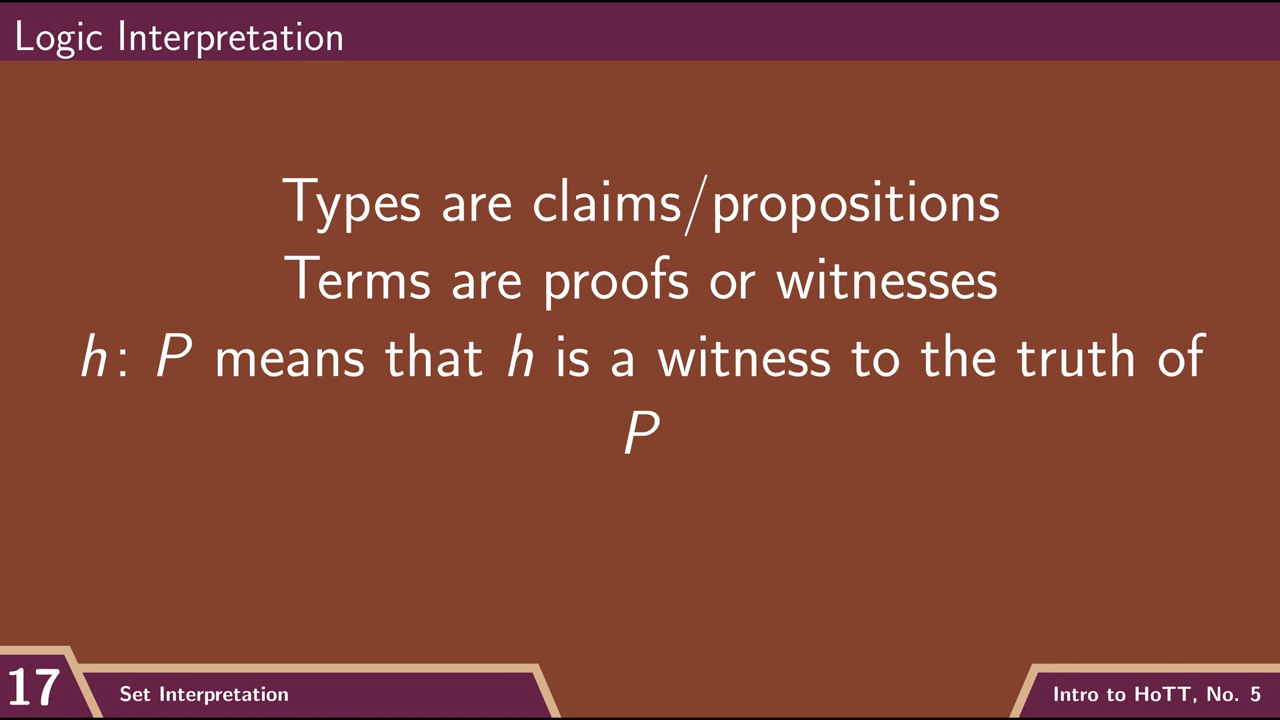 Logic Interpretation
Types are claims/propositions
Terms are proofs or witnesses
h: P means that h is a witness to the truth of
P
17
Set Interpretation
Intro to HoTT, No. 5